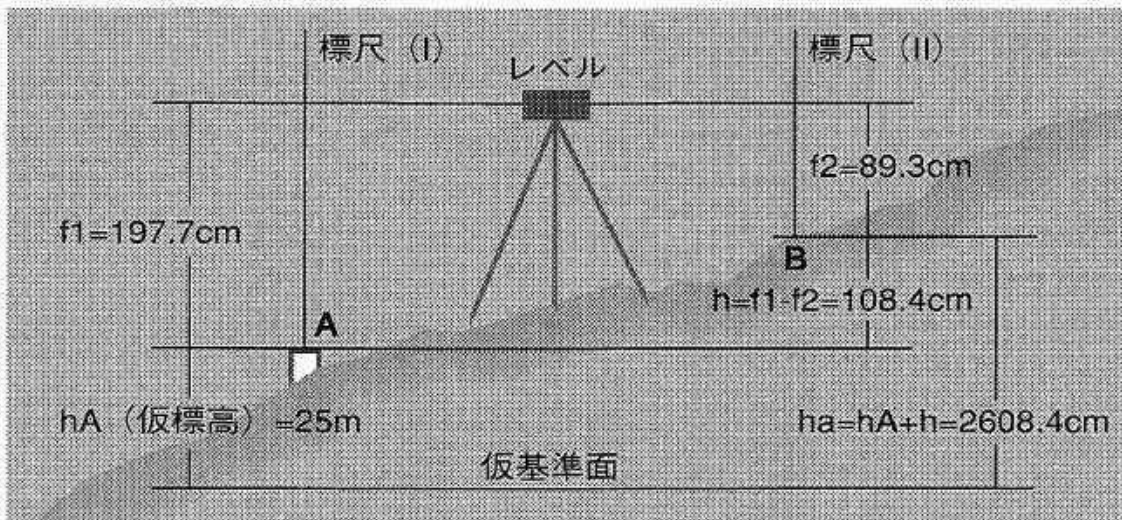 標尺 (I)
レベル
標尺 (II)
f2=89.3cm
f1=197.7cm
B
h=f1-f2=108.4cm
A
hA (仮標高) =25m
ha=hA+h=2608.4cm
仮基準面